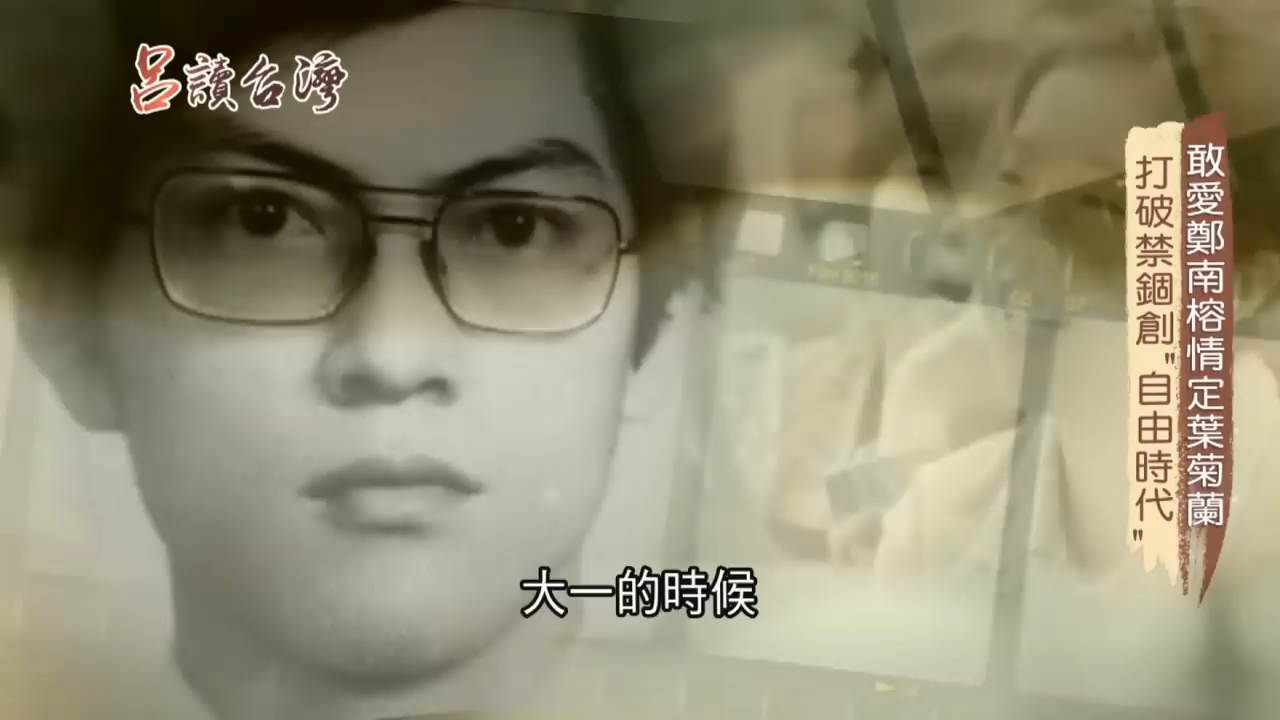 呂讀台灣
敢愛鄭南榕情定葉菊蘭
打破禁錮創"自由時代"
大一的時候